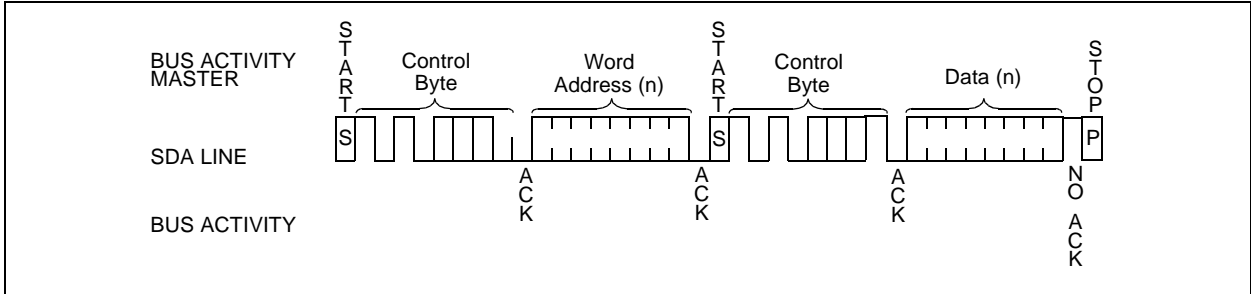 START
BUS ACTIVITY
MASTER
Control
Byte
Word
Address (n)
START
Control
Byte
Data (n)
STOP
S
S
P
SDA LINE
ACK
ACK
ACK
NO ACK
BUS ACTIVITY